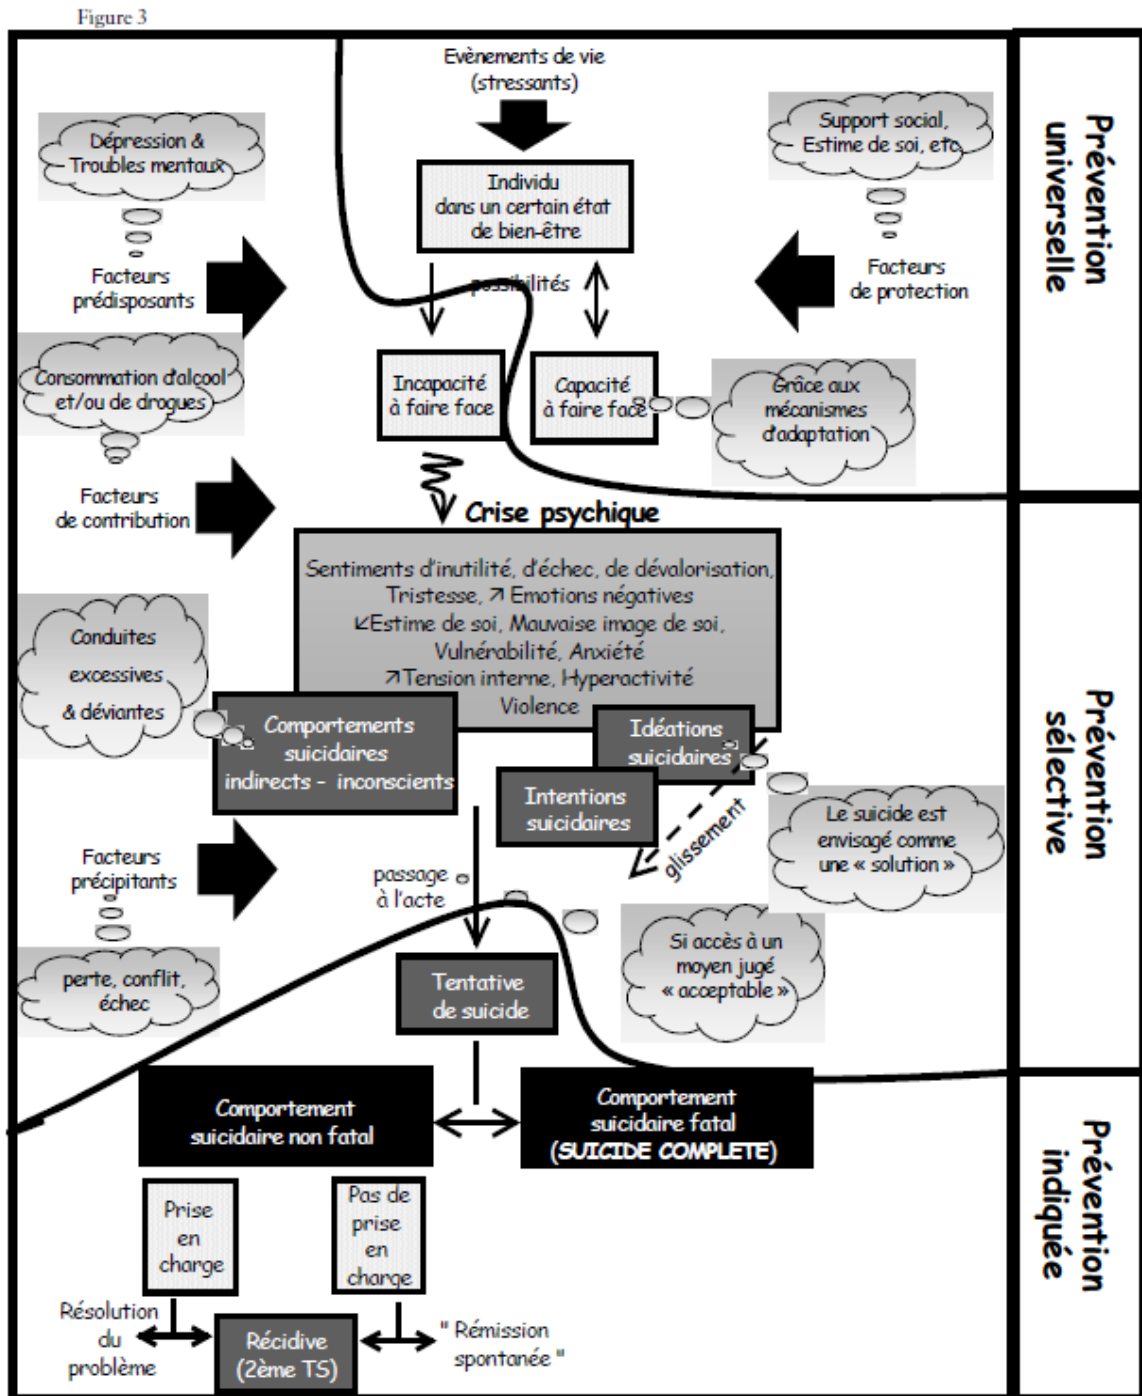 Figure 3
Evènements de vie
(stressants)
Dépression &
Troubles mentaux
Support social,
Estime de soi, etc
Individu
dans un certain état
de bien-être
Facteurs
prédisposants
possibilités
Facteurs
de protection
Prévention
universelle
Consommation d'alcool
et/ou de drogues
Incapacité
à faire face
Capacité
à faire face
Grâce aux
mécanismes
d'adaptation
Facteurs
de contribution
Crise psychique
Sentiments d'inutilité, d'échec, de dévalorisation,
Tristesse, ↗ Emotions négatives
↙Estime de soi, Mauvaise image de soi,
Vulnérabilité, Anxiété
↗Tension interne, Hyperactivité
Violence
Conduites
excessives
& déviantes
Comportements
suicidaires
indirects - inconscients
Idéations
suicidaires
Intentions
suicidaires
glissement
Le suicide est
envisagé comme
une « solution »
Prévention
sélective
Facteurs
précipitants
passage
à l'acte
perte, conflit,
échec
Si accès à un
moyen jugé
« acceptable »
Tentative
de suicide
Comportement
suicidaire non fatal
Comportement
suicidaire fatal
(SUICIDE COMPLETE)
Prévention
indiquée
Prise
en
charge
Pas de
prise
en
charge
Résolution
du
problème
Récidive
(2ème TS)
" Rémission
spontanée "